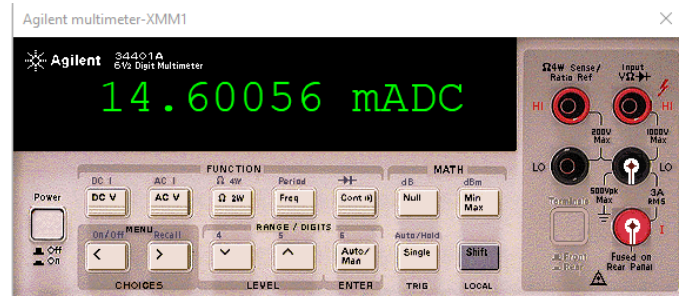 Agilent multimeter-XMM1
Agilent 34401A
6½ Digit Multimeter
14.60056 mADC
FUNCTION
MATH
DC I AC I Ω 4W Period dB dBm
Power
DC V AC V Ω 2W Freq Cont Null Min Max
MENU
RANGE / DIGITS
On/Off Recall 4 5 6 Auto/Hold
< > ˅ ^ Auto/Man Single Shift
Off
On
CHOICES LEVEL ENTER TRIG LOCAL
Ω4W Sense/
Ratio Ref
Input
VΩ
HI HI
200V
Max
1000V
Max
LO LO
500Vpk
Max
3A
RMS
Terminals
I
Front
Rear
Fused on
Rear Panel